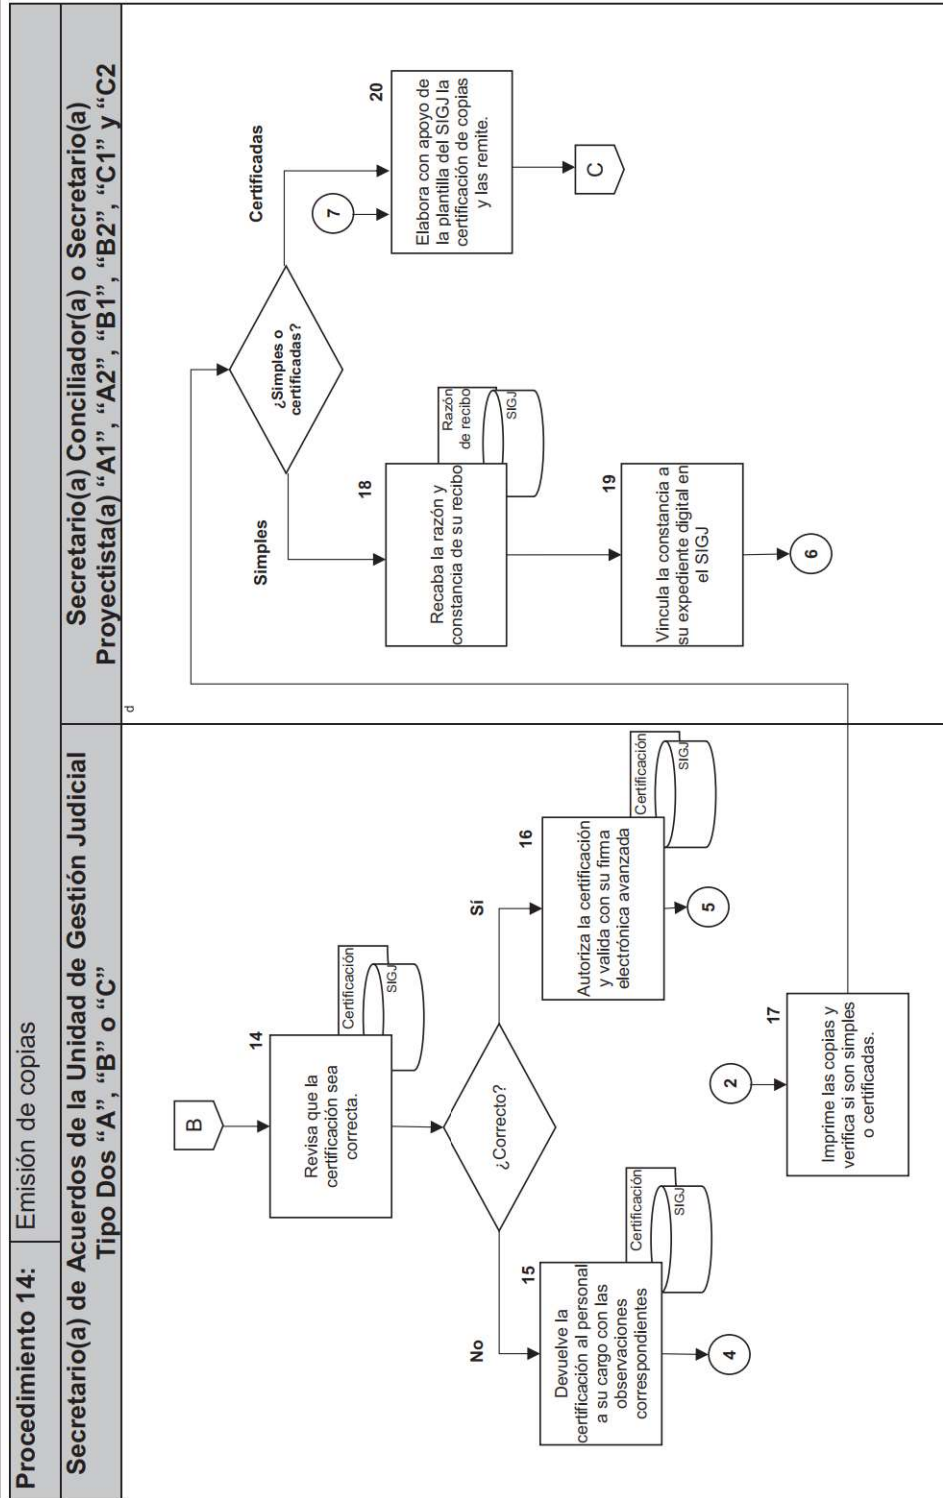 Procedimiento 14:
Emisión de copias
Secretario(a) de Acuerdos de la Unidad de Gestión Judicial
Tipo Dos “A”, “B” o “C”
Secretario(a) Conciliador(a) o Secretario(a)
Proyectista(a) “A1”, “A2”, “B1”, “B2”, “C1” y “C2
d
B
14
Revisa que la
certificación sea
correcta.
Certificación
SIGJ
¿Correcto?
No
Sí
15
Devuelve la
certificación al personal
a su cargo con las
observaciones
correspondientes
Certificación
SIGJ
4
16
Autoriza la certificación
y valida con su firma
electrónica avanzada
Certificación
SIGJ
5
2
17
Imprime las copias y
verifica si son simples
o certificadas.
¿Simples o
certificadas?
Simples
Certificadas
18
Recaba la razón y
constancia de su recibo
Razón
de recibo
SIGJ
19
Vincula la constancia a
su expediente digital en
el SIGJ
6
7
20
Elabora con apoyo de
la plantilla del SIGJ la
certificación de copias
y las remite.
C